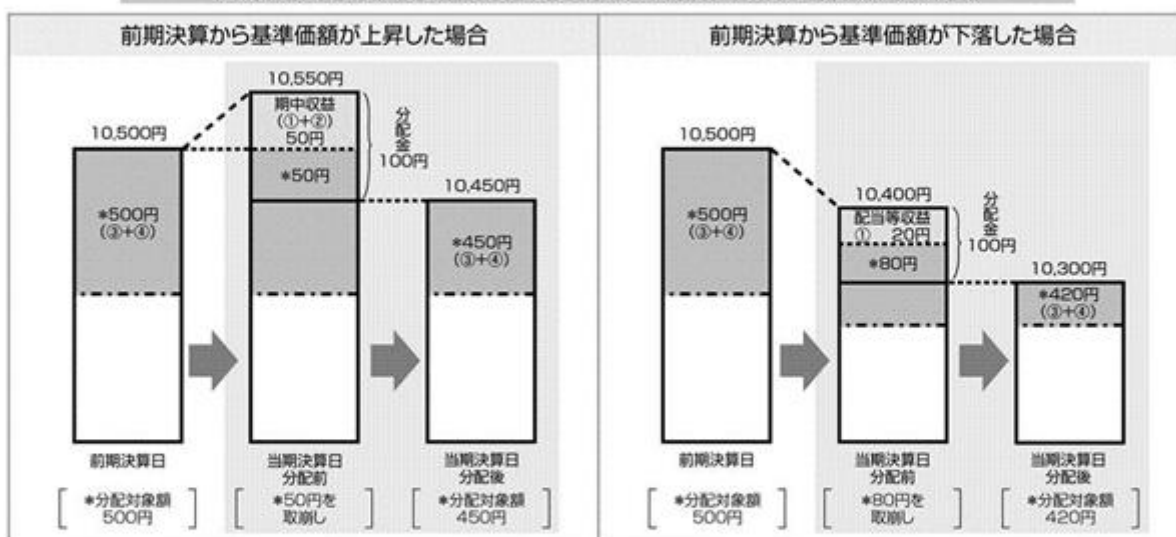 前期決算から基準価額が上昇した場合
10,500円
*500円
(③+④)
前期決算日
*分配対象額
500円
10,550円
期中収益
(①+②)
50円
*50円
分配金
100円
当期決算日
分配前
*50円を
取崩し
10,450円
*450円
(③+④)
当期決算日
分配後
*分配対象額
450円
前期決算から基準価額が下落した場合
10,500円
*500円
(③+④)
前期決算日
*分配対象額
500円
10,400円
配当等収益
① 20円
*80円
分配金
100円
当期決算日
分配前
*80円を
取崩し
10,300円
*420円
(③+④)
当期決算日
分配後
*分配対象額
420円